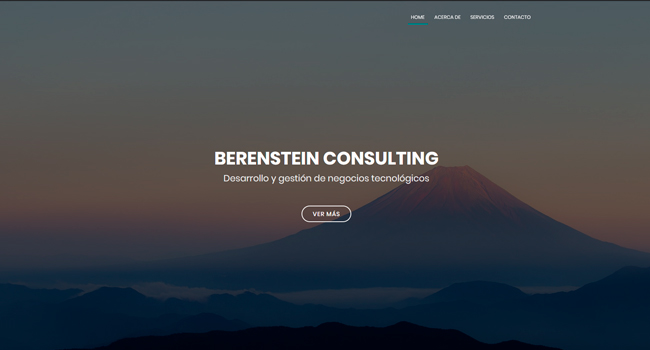 HOME ACERCA DE SERVICIOS CONTACTO
BERENSTEIN CONSULTING
Desarrollo y gestión de negocios tecnológicos
VER MÁS